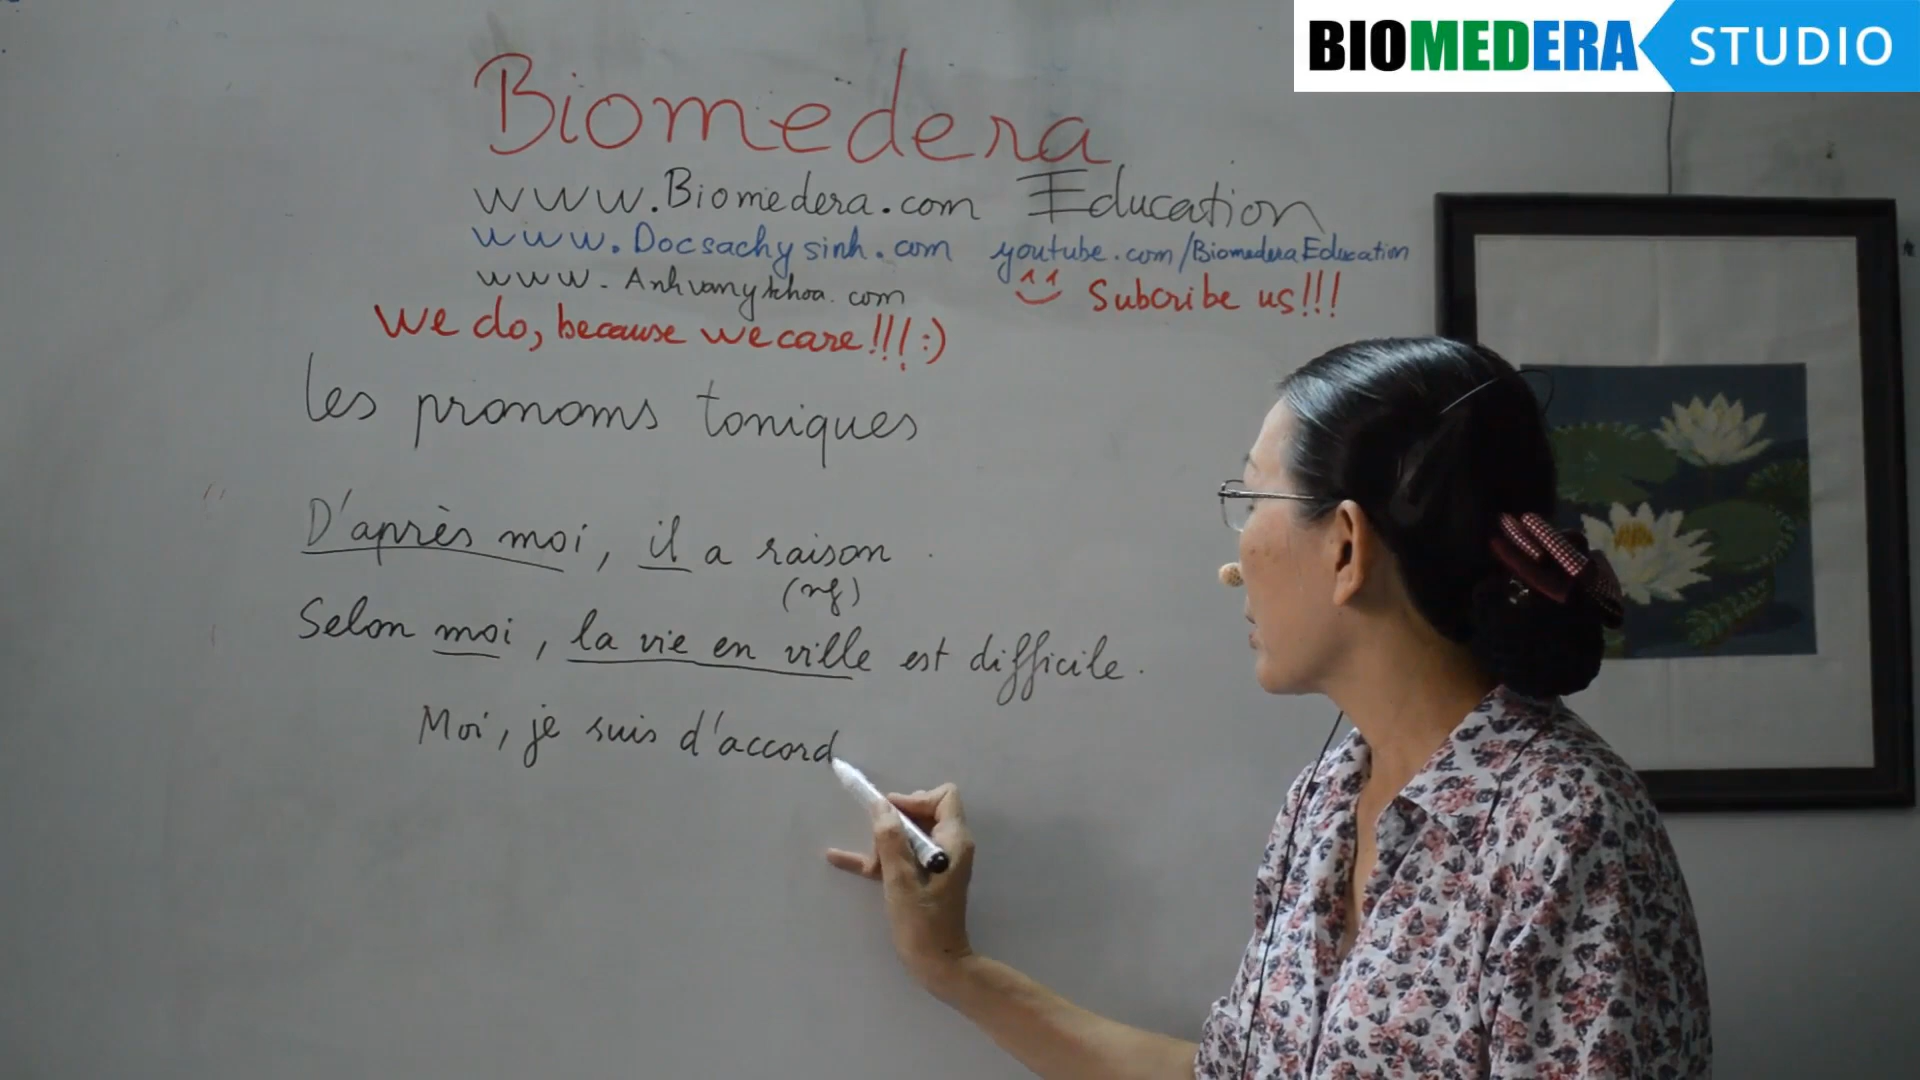 BIOMEDERA STUDIO
Biomedera
www.Biomedera.com Education
www.Docsachysinh.com youtube.com/BiomederaEducation
www.Anhvanykhoa.com Subcribe us!!!
We do, because we care!!! :)
les pronoms toniques
D'après moi, il a raison.
(nf)
Selon moi, la vie en ville est difficile.
Moi, je suis d'accord